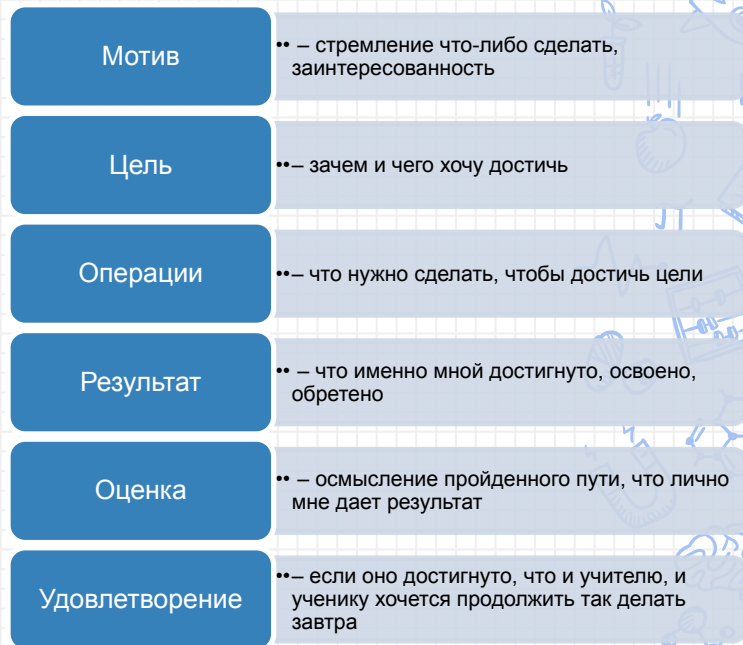 Мотив
•• – стремление что-либо сделать,
заинтересованность
Цель
••– зачем и чего хочу достичь
Операции
••– что нужно сделать, чтобы достичь цели
Результат
•• – что именно мной достигнуто, освоено,
обретено
Оценка
•• – осмысление пройденного пути, что лично
мне дает результат
Удовлетворение
••– если оно достигнуто, что и учителю, и
ученику хочется продолжить так делать
завтра